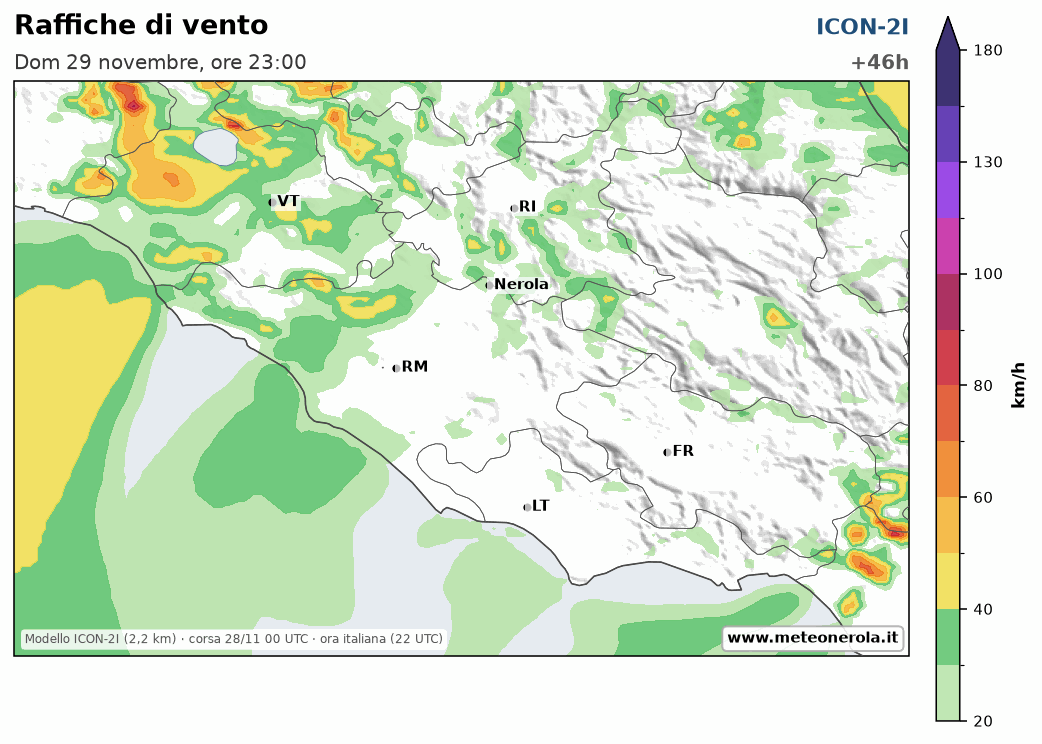 Raffiche di vento
ICON-2I
Dom 29 novembre, ore 23:00
+46h
180
130
100
80
60
40
20
km/h
VT
RI
Nerola
RM
FR
LT
Modello ICON-2I (2,2 km) · corsa 28/11 00 UTC · ora italiana (22 UTC)
www.meteonerola.it